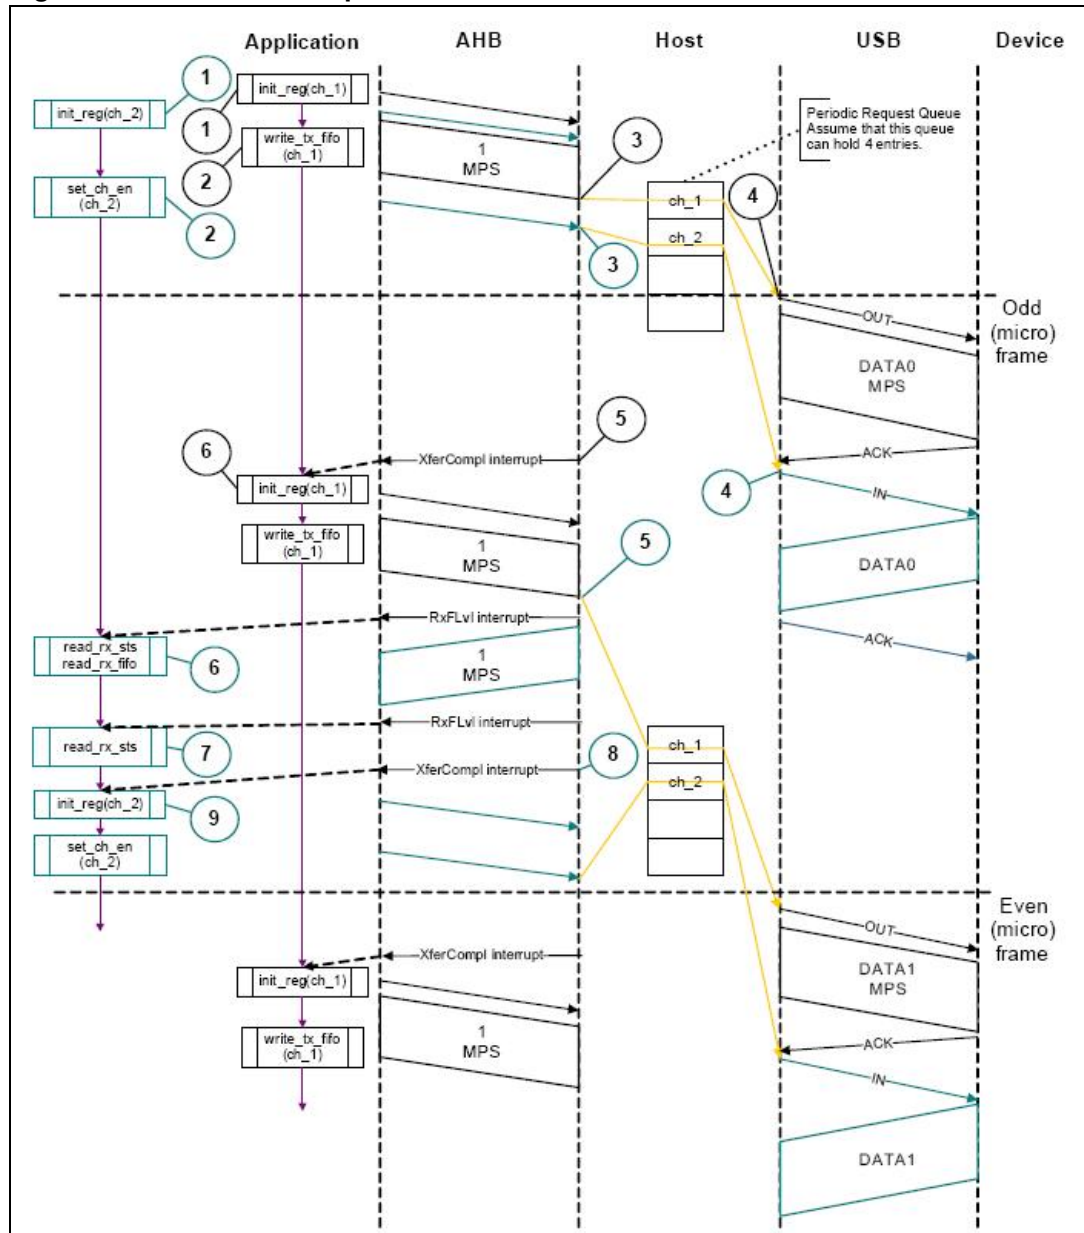 Application
AHB
Host
USB
Device
1
init_reg(ch_1)
init_reg(ch_2)
1
Periodic Request Queue
Assume that this queue
can hold 4 entries.
write_tx_fifo
(ch_1)
1
MPS
3
2
set_ch_en
(ch_2)
4
ch_1
2
ch_2
3
Odd
(micro)
frame
OUT
DATA0
MPS
5
6
XferCompl interrupt
ACK
init_reg(ch_1)
4
IN
write_tx_fifo
(ch_1)
1
MPS
5
DATA0
RxFLvl interrupt
ACK
read_rx_sts
read_rx_fifo
6
1
MPS
RxFLvl interrupt
read_rx_sts
7
8
ch_1
XferCompl interrupt
ch_2
init_reg(ch_2)
9
set_ch_en
(ch_2)
Even
(micro)
frame
OUT
XferCompl interrupt
init_reg(ch_1)
DATA1
MPS
write_tx_fifo
(ch_1)
1
MPS
ACK
IN
DATA1